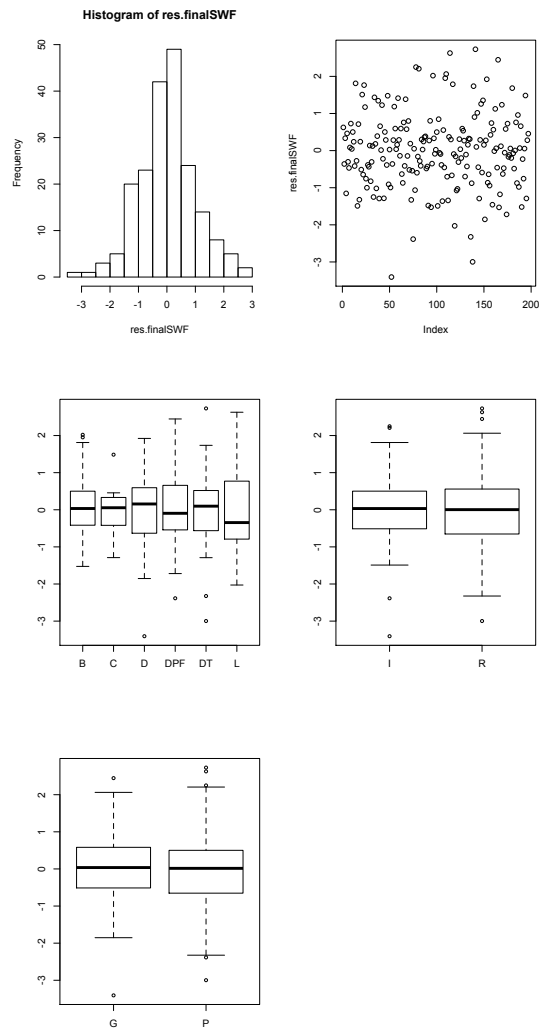 Histogram of res.finalSWF
Frequency
0 10 20 30 40 50
-3 -2 -1 0 1 2 3
res.finalSWF
res.finalSWF
-3 -2 -1 0 1 2
0 50 100 150 200
Index
-3 -2 -1 0 1 2
B C D DPF DT L
-3 -2 -1 0 1 2
I R
-3 -2 -1 0 1 2
G P